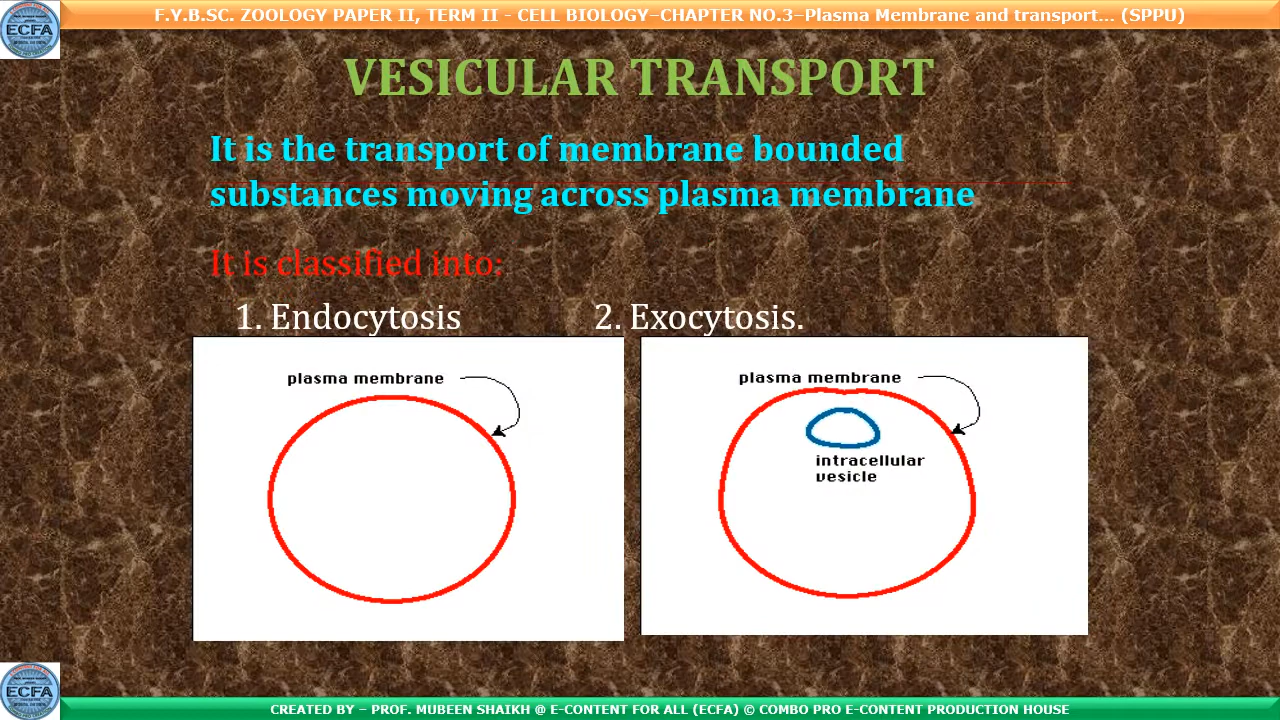 F.Y.B.SC. ZOOLOGY PAPER II, TERM II - CELL BIOLOGY–CHAPTER NO.3–Plasma Membrane and transport... (SPPU)
ECFA
VESICULAR TRANSPORT
It is the transport of membrane bounded
substances moving across plasma membrane
It is classified into:
1. Endocytosis 2. Exocytosis.
plasma membrane
plasma membrane
intracellular
vesicle
ECFA
CREATED BY – PROF. MUBEEN SHAIKH @ E-CONTENT FOR ALL (ECFA) © COMBO PRO E-CONTENT PRODUCTION HOUSE